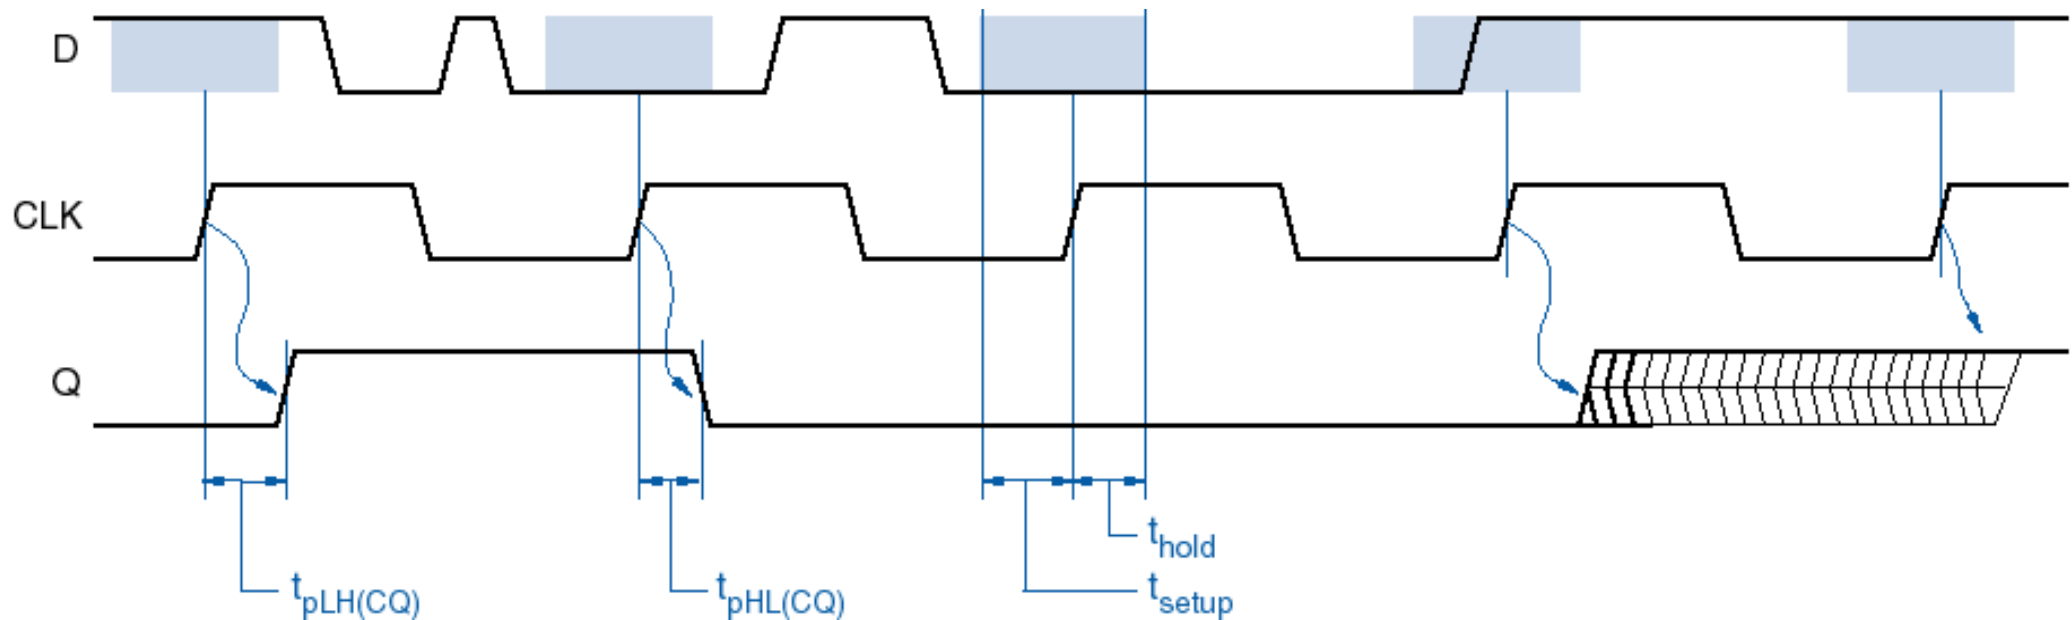 D
CLK
Q
thold
tpLH(CQ)
tpHL(CQ)
tsetup